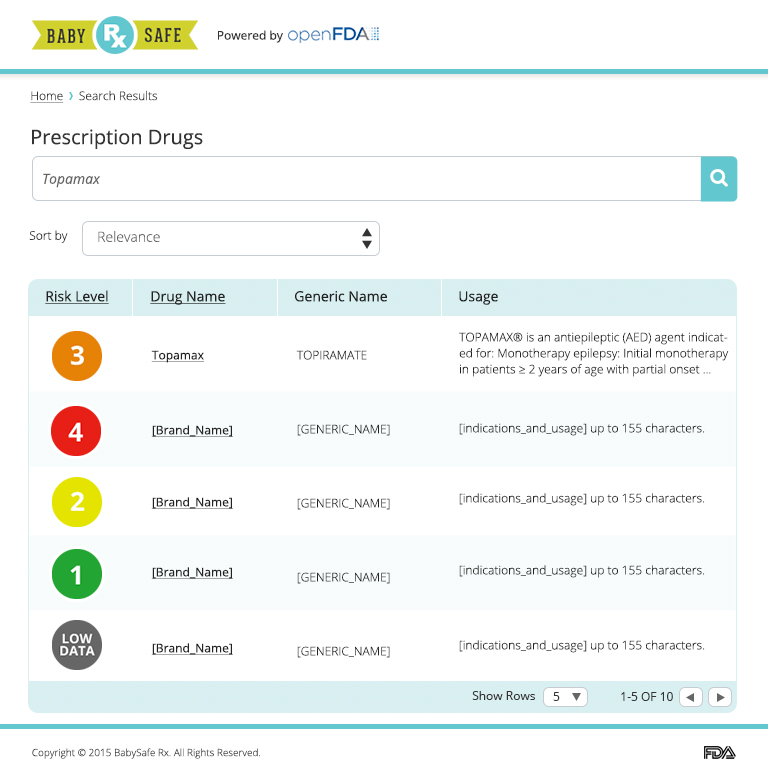 BABY Rx SAFE
Powered by openFDA
Home › Search Results
Prescription Drugs
Topamax
Sort by Relevance
Risk Level Drug Name Generic Name Usage
3 Topamax TOPIRAMATE
TOPAMAX® is an antiepileptic (AED) agent indicat-
ed for: Monotherapy epilepsy: Initial monotherapy
in patients ≥ 2 years of age with partial onset ...
4 [Brand_Name] [GENERIC_NAME] [indications_and_usage] up to 155 characters.
2 [Brand_Name] [GENERIC_NAME] [indications_and_usage] up to 155 characters.
1 [Brand_Name] [GENERIC_NAME] [indications_and_usage] up to 155 characters.
LOW
DATA
[Brand_Name] [GENERIC_NAME] [indications_and_usage] up to 155 characters.
Show Rows 5 1-5 OF 10
Copyright © 2015 BabySafe Rx. All Rights Reserved. FDA